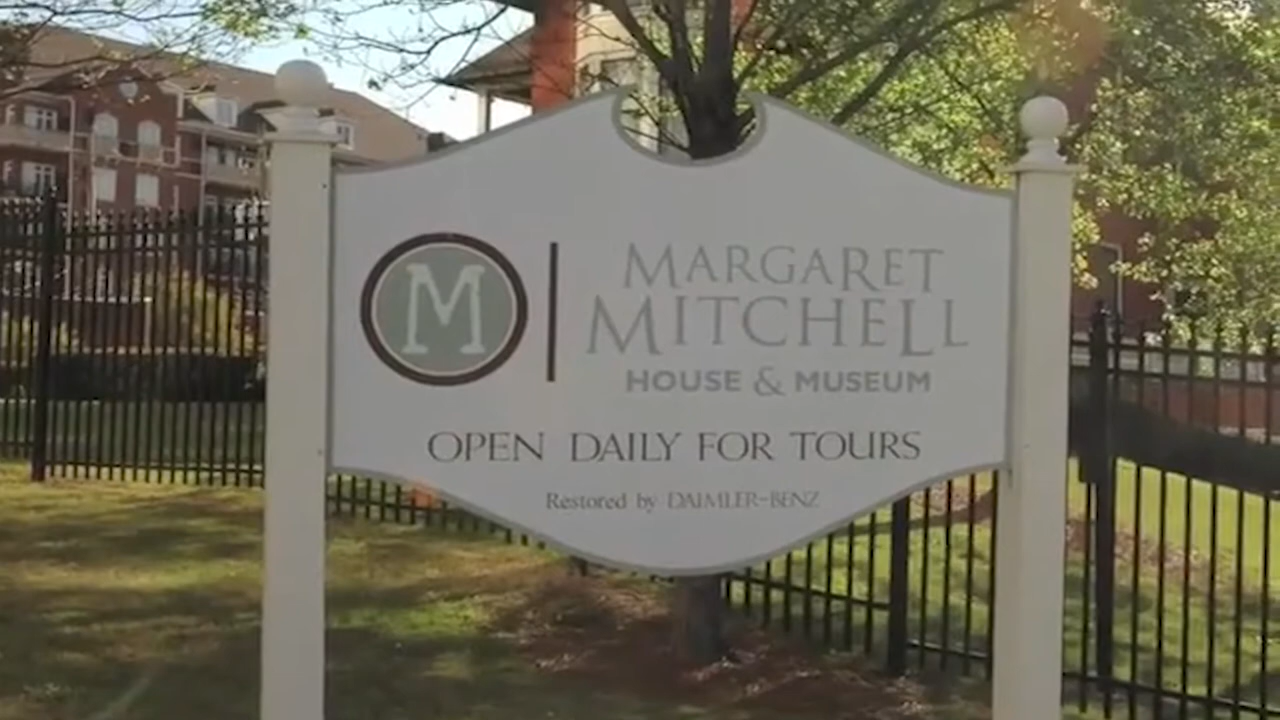 M
MARGARET
MITCHELL
HOUSE & MUSEUM
OPEN DAILY FOR TOURS
Restored by DAIMLER-BENZ